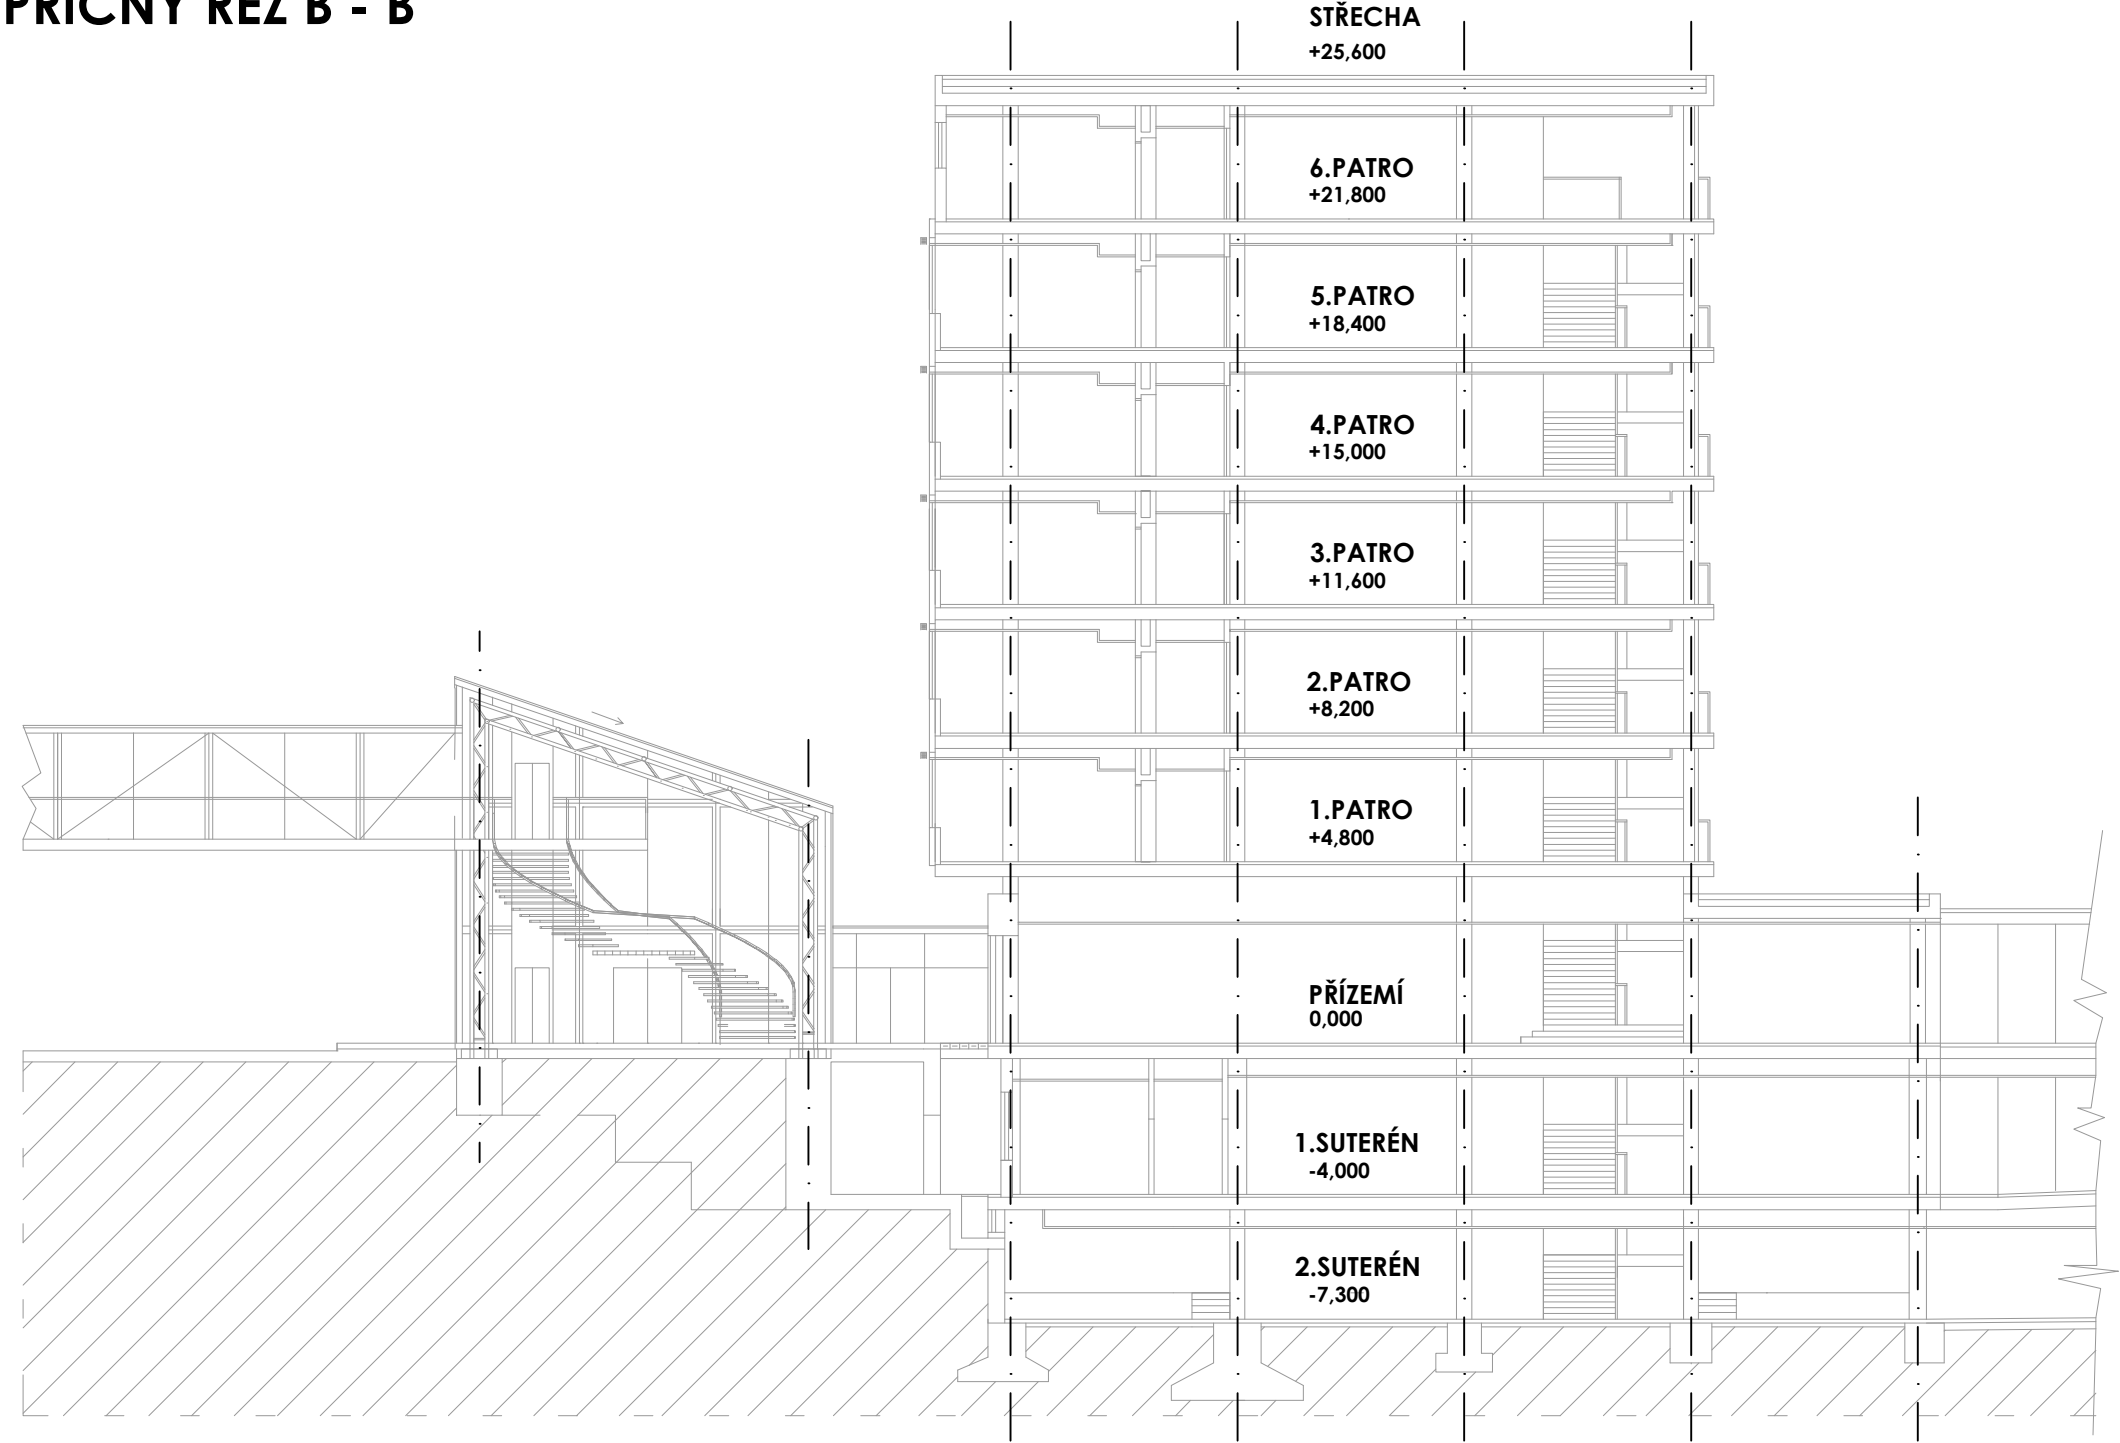 PŘÍČNÝ ŘEZ B - B
STŘECHA
+25,600
6.PATRO
+21,800
5.PATRO
+18,400
4.PATRO
+15,000
3.PATRO
+11,600
2.PATRO
+8,200
1.PATRO
+4,800
PŘÍZEMÍ
0,000
1.SUTERÉN
-4,000
2.SUTERÉN
-7,300